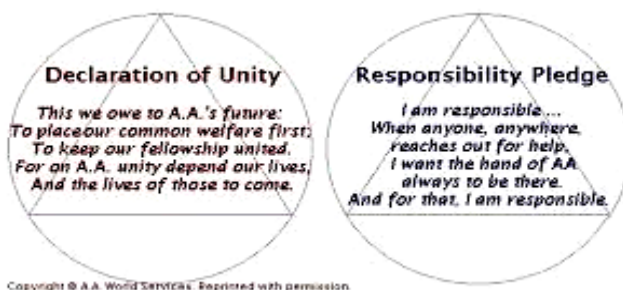 Declaration of Unity
This we owe to A.A.'s future:
To placeour common welfare first;
To keep our fellowship united.
For on A.A. unity depend our lives,
And the lives of those to come.
Responsibility Pledge
I am responsible...
When anyone, anywhere,
reaches out for help,
I want the hand of AA
always to be there.
And for that, I am responsible.
Copyright © A.A. World Services. Reprinted with permission.